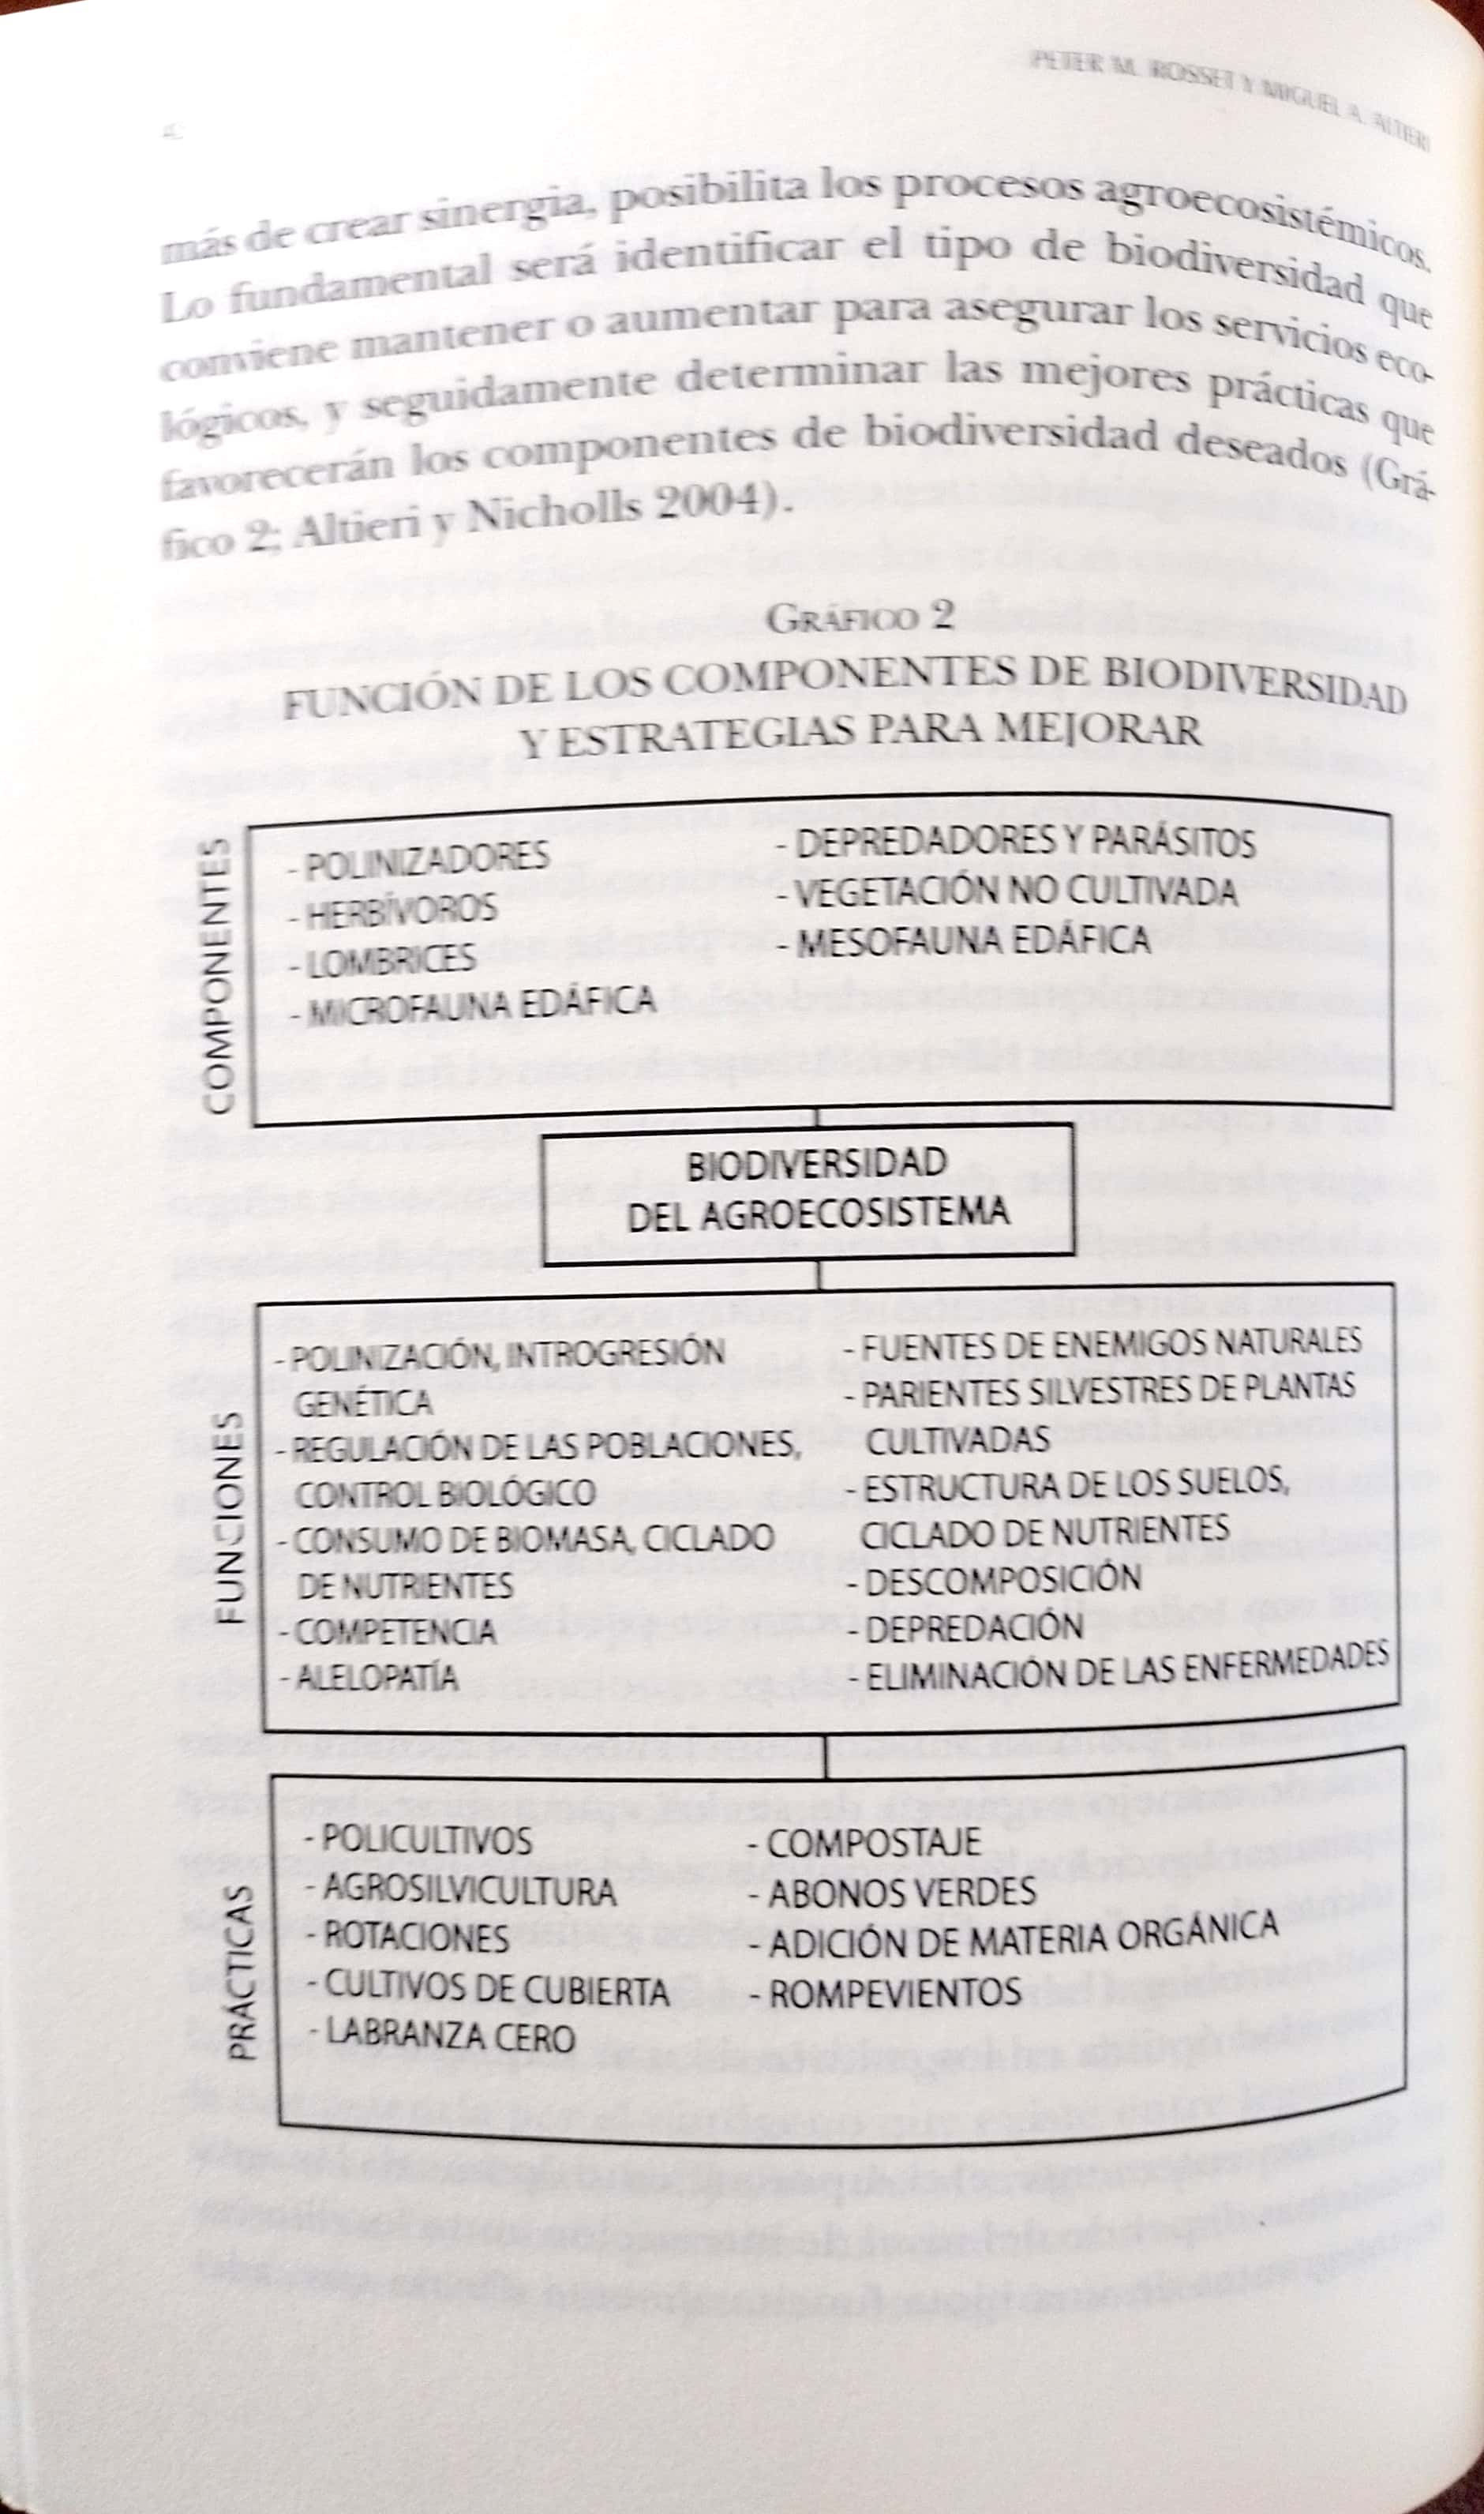 PETER M. ROSSET Y MIGUEL A. ALTIERI
más de crear sinergia, posibilita los procesos agroecosistémicos.
Lo fundamental será identificar el tipo de biodiversidad que
conviene mantener o aumentar para asegurar los servicios eco-
lógicos, y seguidamente determinar las mejores prácticas que
favorecerán los componentes de biodiversidad deseados (Grá-
fico 2; Altieri y Nicholls 2004).
GRÁFICO 2
FUNCIÓN DE LOS COMPONENTES DE BIODIVERSIDAD
Y ESTRATEGIAS PARA MEJORAR
COMPONENTES
- POLINIZADORES
- HERBÍVOROS
- LOMBRICES
- MICROFAUNA EDÁFICA
- DEPREDADORES Y PARÁSITOS
- VEGETACIÓN NO CULTIVADA
- MESOFAUNA EDÁFICA
BIODIVERSIDAD
DEL AGROECOSISTEMA
FUNCIONES
- POLINIZACIÓN, INTROGRESIÓN
GENÉTICA
- REGULACIÓN DE LAS POBLACIONES,
CONTROL BIOLÓGICO
- CONSUMO DE BIOMASA, CICLADO
DE NUTRIENTES
- COMPETENCIA
- ALELOPATÍA
- FUENTES DE ENEMIGOS NATURALES
- PARIENTES SILVESTRES DE PLANTAS
CULTIVADAS
- ESTRUCTURA DE LOS SUELOS,
CICLADO DE NUTRIENTES
- DESCOMPOSICIÓN
- DEPREDACIÓN
- ELIMINACIÓN DE LAS ENFERMEDADES
PRÁCTICAS
- POLICULTIVOS
- AGROSILVICULTURA
- ROTACIONES
- CULTIVOS DE CUBIERTA
- LABRANZA CERO
- COMPOSTAJE
- ABONOS VERDES
- ADICIÓN DE MATERIA ORGÁNICA
- ROMPEVIENTOS